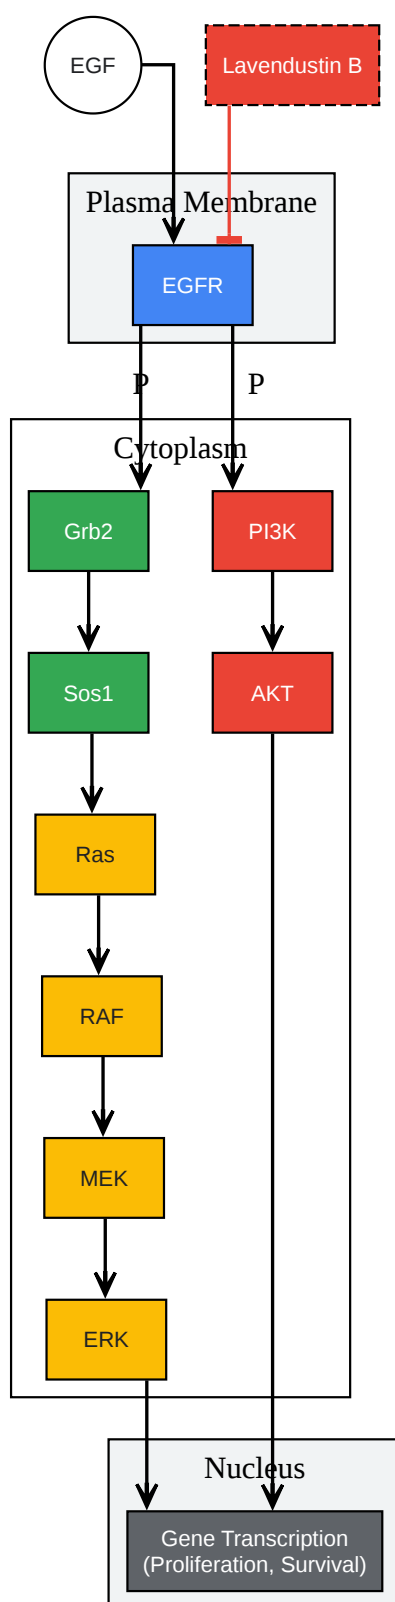 EGF
Lavendustin B
Plasma Membrane
EGFR
P
P
Cytoplasm
Grb2
PI3K
Sos1
AKT
Ras
RAF
MEK
ERK
Nucleus
Gene Transcription
(Proliferation, Survival)